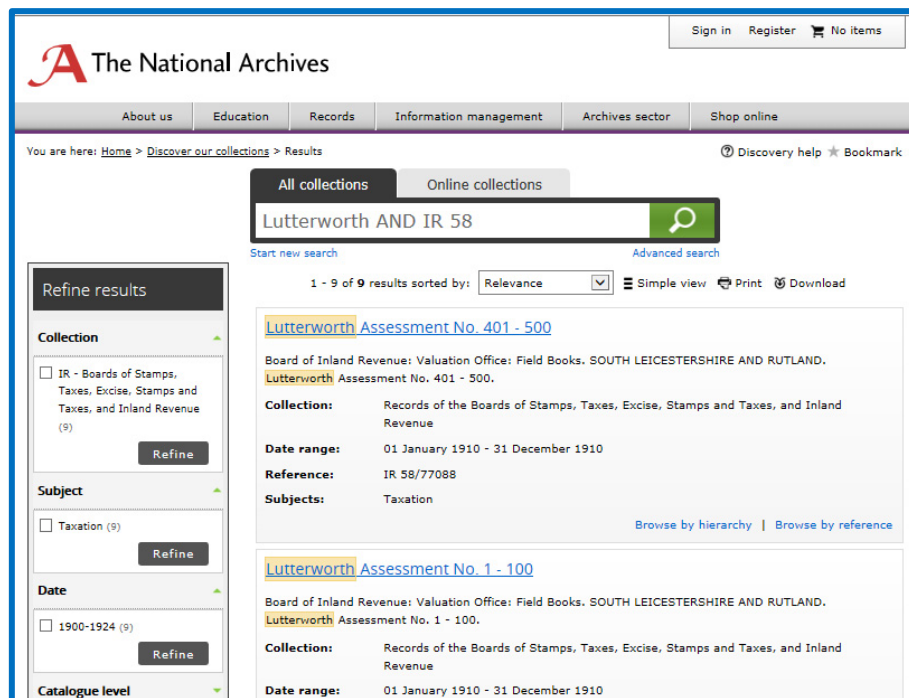 Sign in Register No items
The National Archives
About us Education Records Information management Archives sector Shop online
You are here: Home > Discover our collections > Results
Discovery help Bookmark
All collections Online collections
Lutterworth AND IR 58
Start new search Advanced search
1 - 9 of 9 results sorted by: Relevance Simple view Print Download
Refine results
Collection
IR - Boards of Stamps,
Taxes, Excise, Stamps and
Taxes, and Inland Revenue
(9)
Refine
Subject
Taxation (9)
Refine
Date
1900-1924 (9)
Refine
Catalogue level
Lutterworth Assessment No. 401 - 500
Board of Inland Revenue: Valuation Office: Field Books. SOUTH LEICESTERSHIRE AND RUTLAND.
Lutterworth Assessment No. 401 - 500.
Collection: Records of the Boards of Stamps, Taxes, Excise, Stamps and Taxes, and Inland
Revenue
Date range: 01 January 1910 - 31 December 1910
Reference: IR 58/77088
Subjects: Taxation
Browse by hierarchy | Browse by reference
Lutterworth Assessment No. 1 - 100
Board of Inland Revenue: Valuation Office: Field Books. SOUTH LEICESTERSHIRE AND RUTLAND.
Lutterworth Assessment No. 1 - 100.
Collection: Records of the Boards of Stamps, Taxes, Excise, Stamps and Taxes, and Inland
Revenue
Date range: 01 January 1910 - 31 December 1910